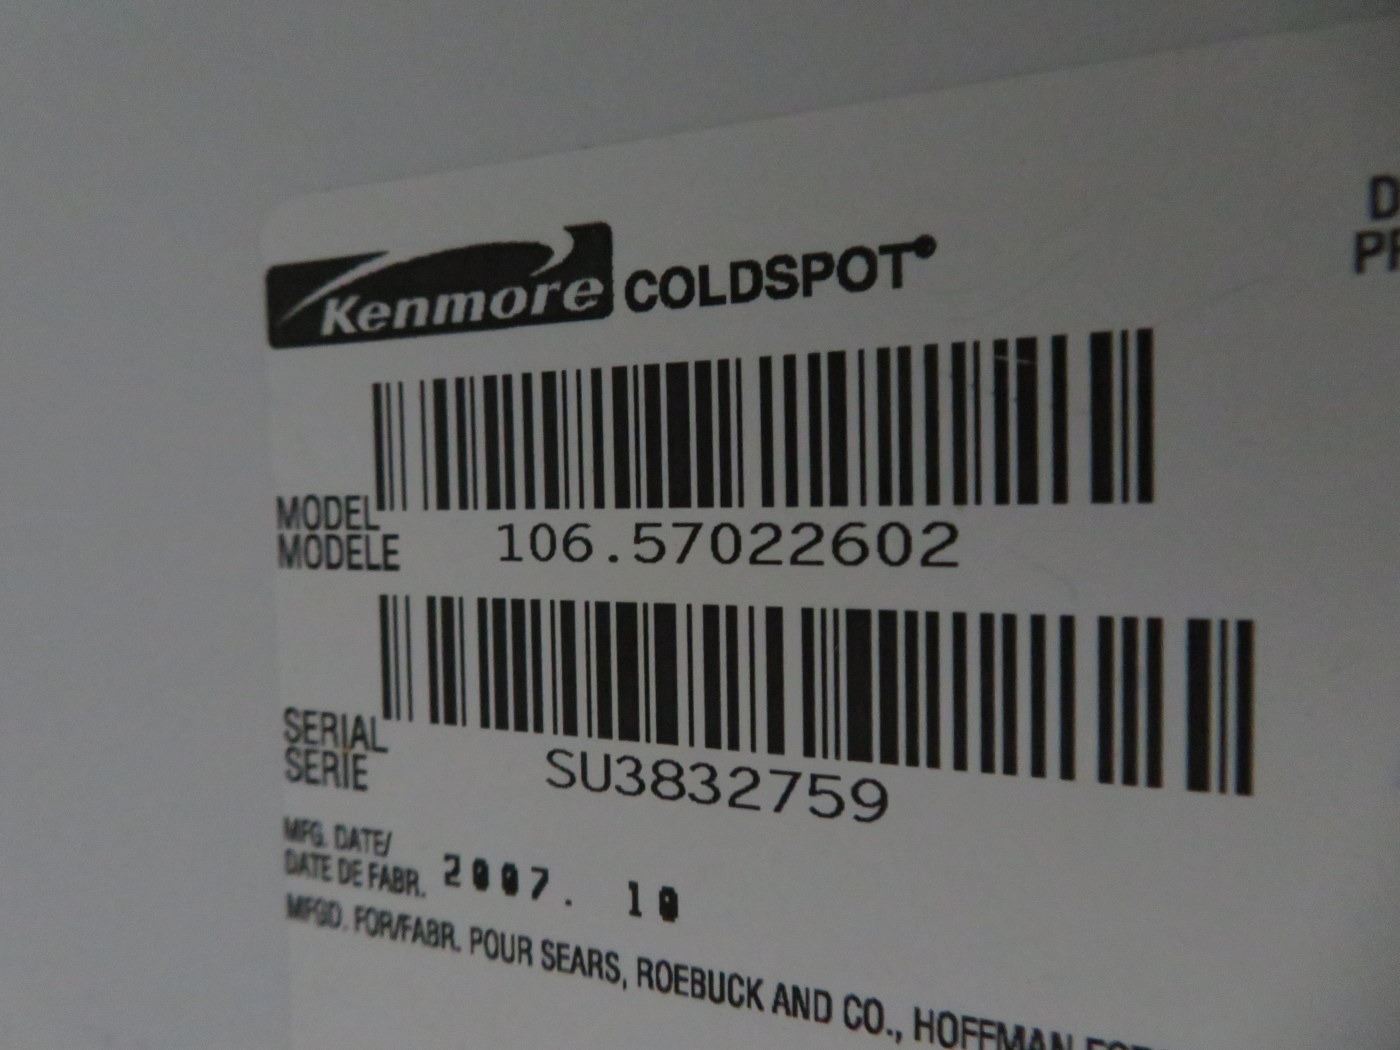 Kenmore COLDSPOT
MODEL
MODELE
106.57022602
SERIAL
SERIE
SU3832759
MFG. DATE/
DATE DE FABR. 2007. 10
MFGD. FOR/FABR. POUR SEARS, ROEBUCK AND CO., HOFFMAN